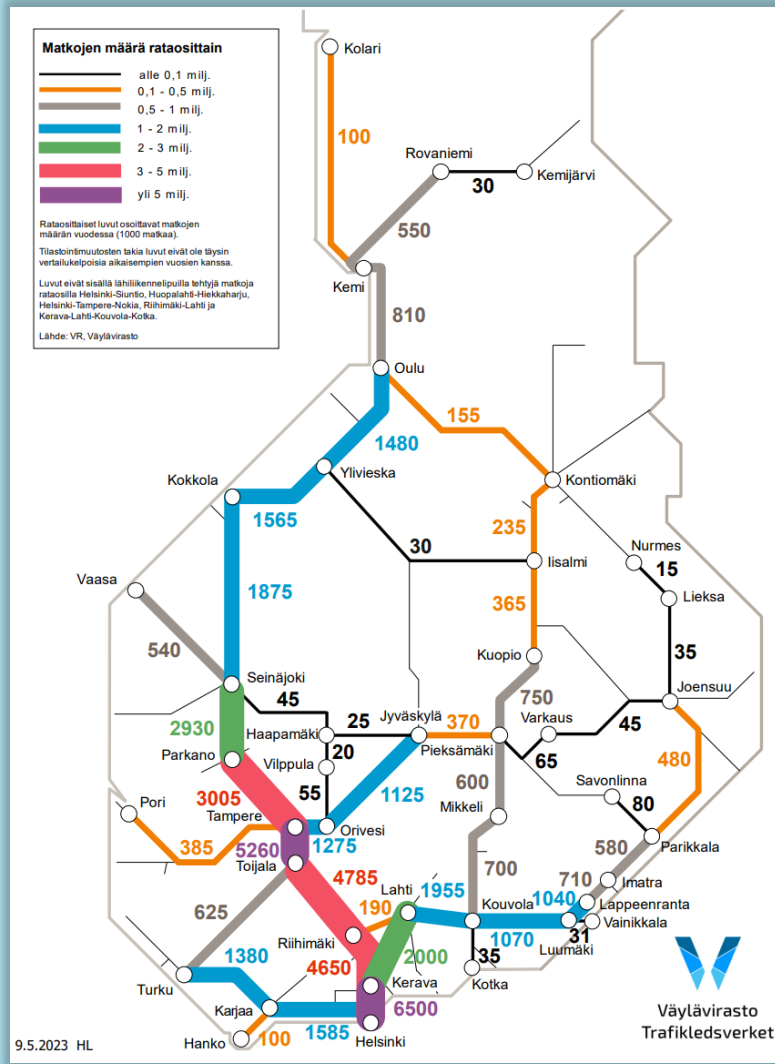 Matkojen määrä rataosittain
alle 0,1 milj.
0,1 - 0,5 milj.
0,5 - 1 milj.
1 - 2 milj.
2 - 3 milj.
3 - 5 milj.
yli 5 milj.
Rataosittaiset luvut osoittavat matkojen
määrän vuodessa (1000 matkaa).
Tilastointimuutosten takia luvut eivät ole täysin
vertailukelpoisia aikaisempien vuosien kanssa.
Luvut eivät sisällä lähiliikennelipuilla tehtyjä matkoja
rataosilla Helsinki-Siuntio, Huopalahti-Hiekkaharju,
Helsinki-Tampere-Nokia, Riihimäki-Lahti ja
Kerava-Lahti-Kouvola-Kotka.
Lähde: VR, Väylävirasto
Kolari
100
Rovaniemi
30
Kemijärvi
550
Kemi
810
Oulu
155
1480
Ylivieska
Kokkola
Kontiomäki
1565
235
30
Iisalmi
Nurmes
15
Vaasa
1875
365
Lieksa
540
35
Kuopio
Seinäjoki
750
Joensuu
45
2930
Haapamäki
25
Jyväskylä
370
Pieksämäki
Varkaus
45
65
Parkano
20
Vilppula
480
3005
55
1125
600
Savonlinna
80
Pori
Tampere
Mikkeli
385
1275
Orivesi
Parikkala
5260
580
Toijala
4785
700
710
Imatra
625
190
Lahti
1955
Kouvola
1040
Lappeenranta
Vainikkala
31
Luumäki
1070
Riihimäki
4650
2000
35
Kotka
1380
Turku
Kerava
Karjaa
6500
1585
Helsinki
100
Hanko
Väylävirasto
Trafikledsverket
9.5.2023 HL